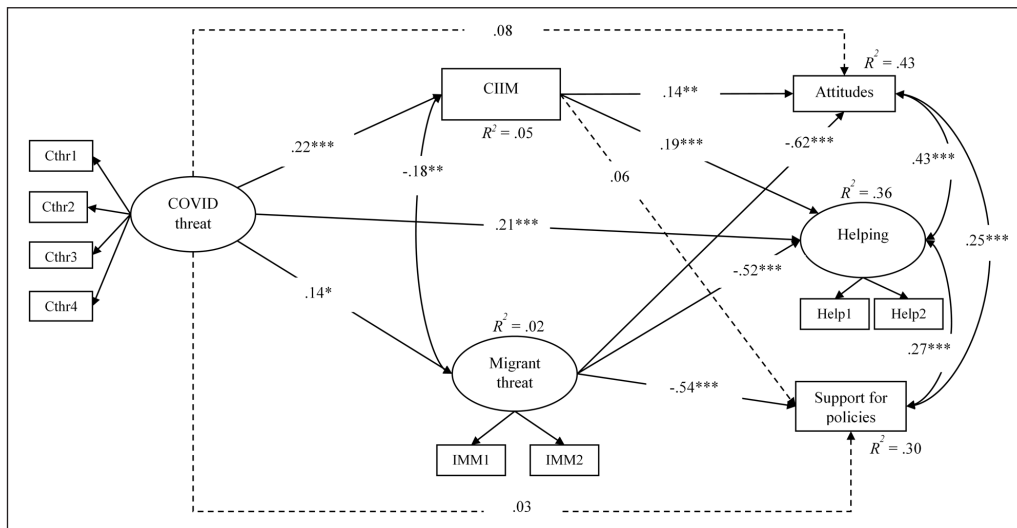 .08
R² = .43
CIIM
.14**
Attitudes
R² = .05
.22***
.19***
-.62***
.43***
Cthr1
-.18**
.06
COVID
threat
R² = .36
Cthr2
.21***
Helping
.25***
Cthr3
-.52***
Cthr4
.14*
Help1
Help2
R² = .02
.27***
Migrant
threat
-.54***
Support for
policies
R² = .30
IMM1
IMM2
.03